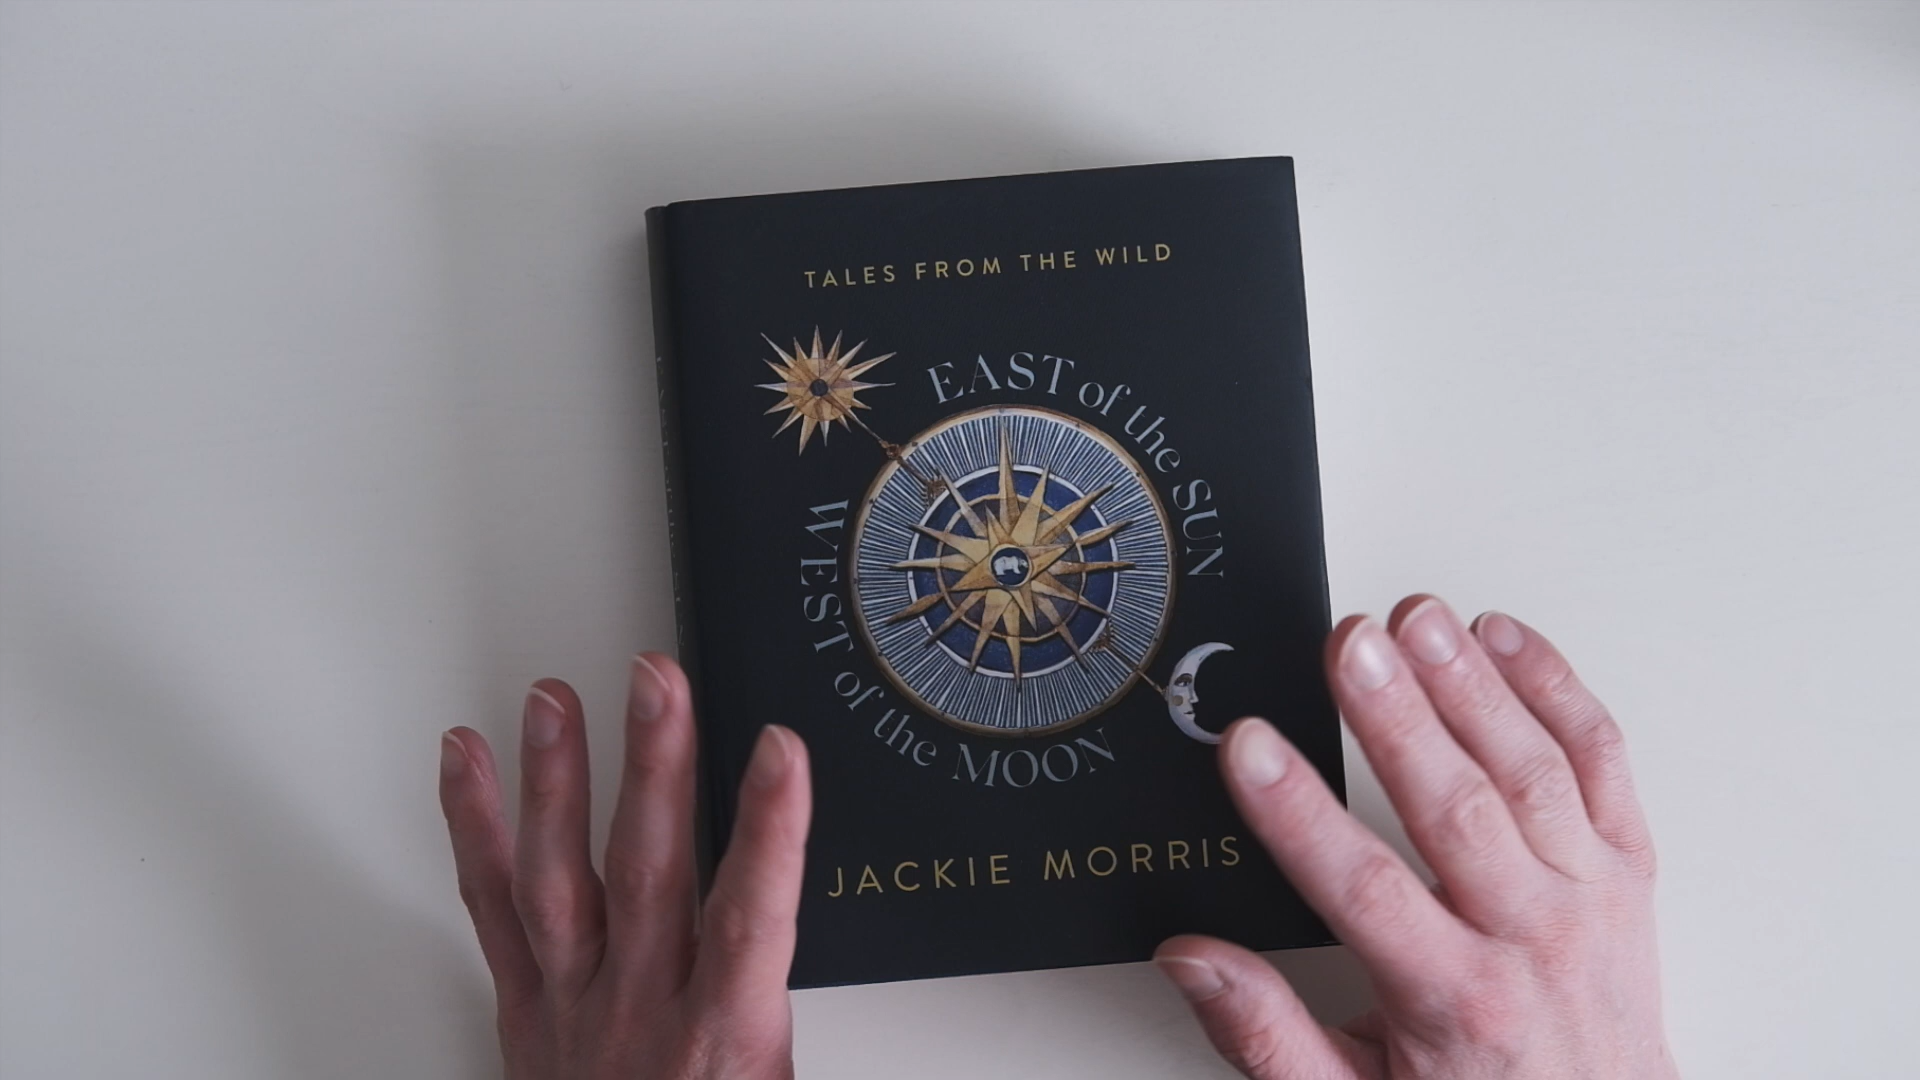 TALES FROM THE WILD
EAST of the SUN
WEST of the MOON
JACKIE MORRIS